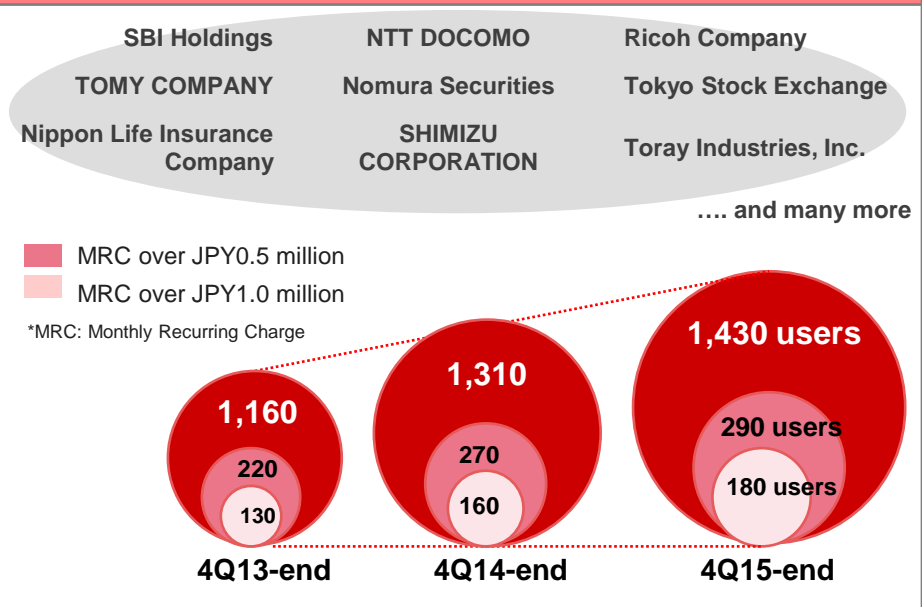 SBI Holdings NTT DOCOMO Ricoh Company
TOMY COMPANY Nomura Securities Tokyo Stock Exchange
Nippon Life Insurance
Company
SHIMIZU
CORPORATION
Toray Industries, Inc.
…. and many more
MRC over JPY0.5 million
MRC over JPY1.0 million
*MRC: Monthly Recurring Charge
1,160
220
130
1,310
270
160
1,430 users
290 users
180 users
4Q13-end 4Q14-end 4Q15-end